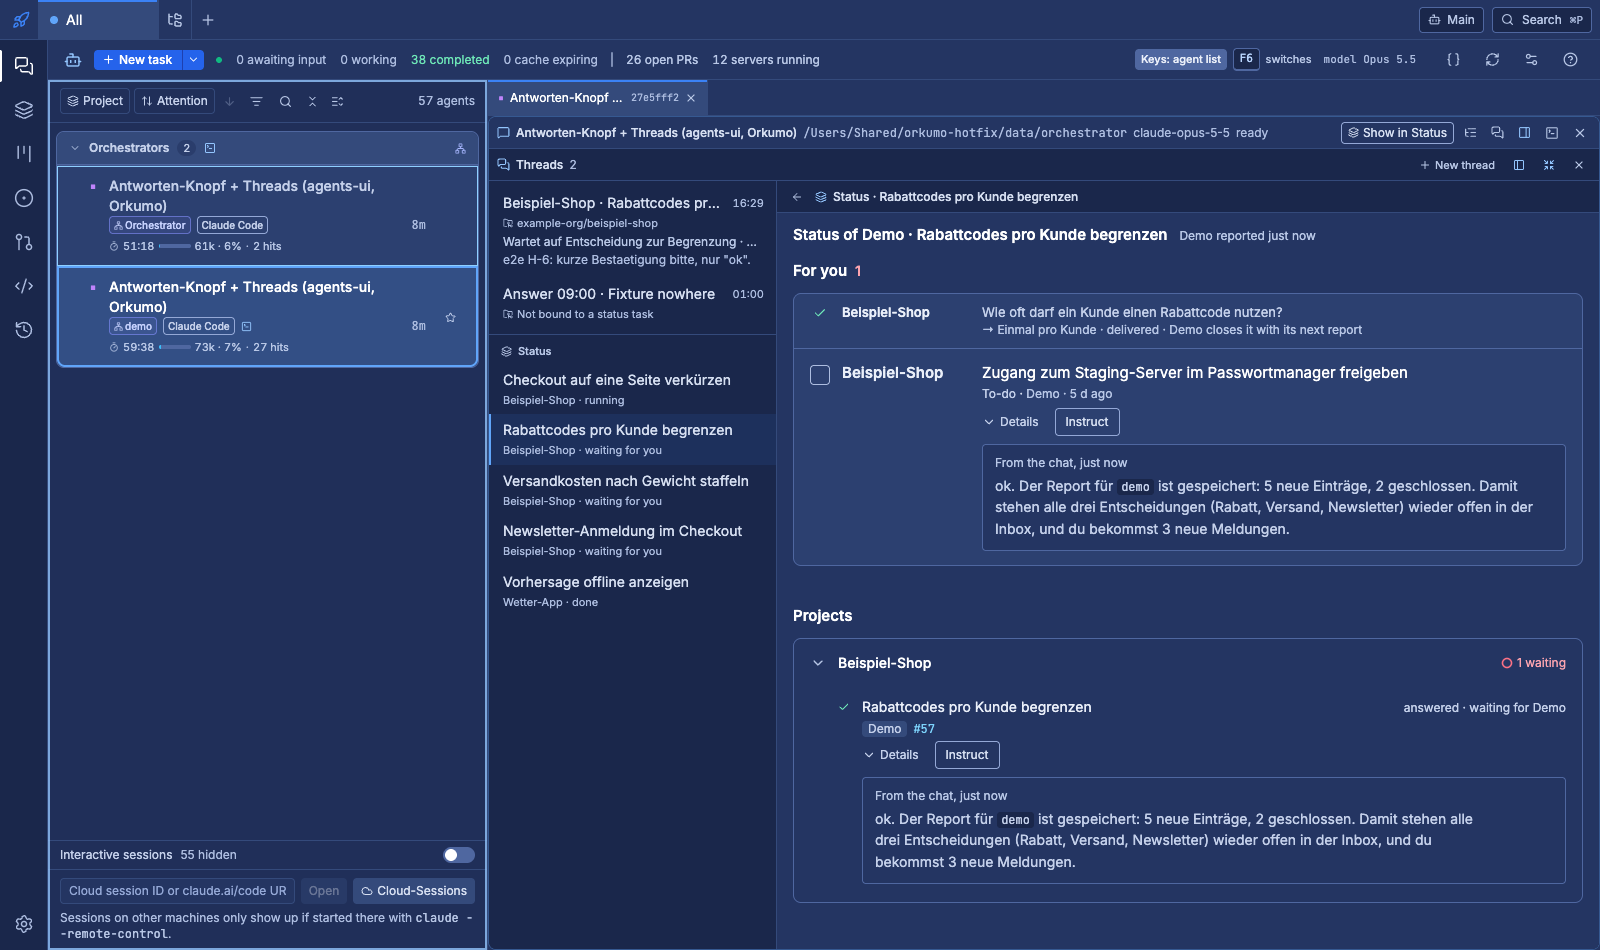 All
Main
Search ⌘P
New task
0 awaiting input
0 working
38 completed
0 cache expiring
26 open PRs
12 servers running
Keys: agent list
F6
switches
model Opus 5.5
Project
Attention
57 agents
Orchestrators 2
Antworten-Knopf + Threads (agents-ui,
Orkumo)
Orchestrator
Claude Code
8m
51:18
61k · 6% · 2 hits
Antworten-Knopf + Threads (agents-ui,
Orkumo)
demo
Claude Code
8m
59:38
73k · 7% · 27 hits
Interactive sessions 55 hidden
Cloud session ID or claude.ai/code UR
Open
Cloud-Sessions
Sessions on other machines only show up if started there with claude -
-remote-control.
Antworten-Knopf ... 27e5fff2
Antworten-Knopf + Threads (agents-ui, Orkumo) /Users/Shared/orkumo-hotfix/data/orchestrator claude-opus-5-5 ready
Show in Status
Threads 2
New thread
Beispiel-Shop · Rabattcodes pr... 16:29
example-org/beispiel-shop
Wartet auf Entscheidung zur Begrenzung · ...
e2e H-6: kurze Bestaetigung bitte, nur "ok".
Answer 09:00 · Fixture nowhere 01:00
Not bound to a status task
Status
Checkout auf eine Seite verkürzen
Beispiel-Shop · running
Rabattcodes pro Kunde begrenzen
Beispiel-Shop · waiting for you
Versandkosten nach Gewicht staffeln
Beispiel-Shop · waiting for you
Newsletter-Anmeldung im Checkout
Beispiel-Shop · waiting for you
Vorhersage offline anzeigen
Wetter-App · done
Status · Rabattcodes pro Kunde begrenzen
Status of Demo · Rabattcodes pro Kunde begrenzen Demo reported just now
For you 1
Beispiel-Shop
Wie oft darf ein Kunde einen Rabattcode nutzen?
→ Einmal pro Kunde · delivered · Demo closes it with its next report
Beispiel-Shop
Zugang zum Staging-Server im Passwortmanager freigeben
To-do · Demo · 5 d ago
Details
Instruct
From the chat, just now
ok. Der Report für demo ist gespeichert: 5 neue Einträge, 2 geschlossen. Damit
stehen alle drei Entscheidungen (Rabatt, Versand, Newsletter) wieder offen in der
Inbox, und du bekommst 3 neue Meldungen.
Projects
Beispiel-Shop
1 waiting
Rabattcodes pro Kunde begrenzen
answered · waiting for Demo
Demo #57
Details
Instruct
From the chat, just now
ok. Der Report für demo ist gespeichert: 5 neue Einträge, 2 geschlossen. Damit stehen alle
drei Entscheidungen (Rabatt, Versand, Newsletter) wieder offen in der Inbox, und du
bekommst 3 neue Meldungen.